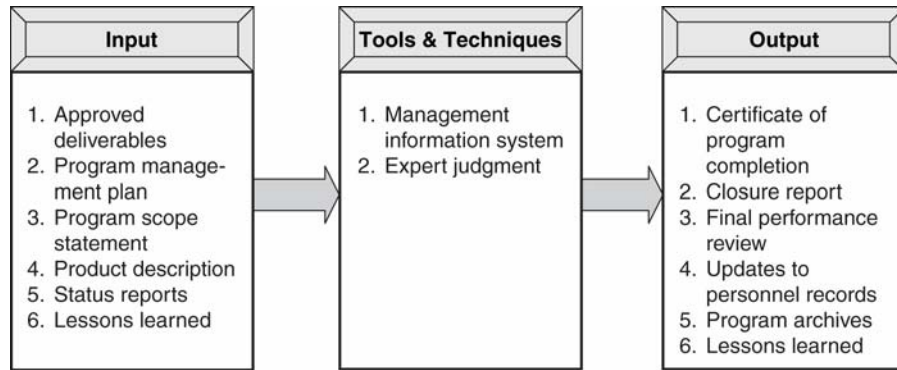 Input
1. Approved
deliverables
2. Program manage-
ment plan
3. Program scope
statement
4. Product description
5. Status reports
6. Lessons learned
Tools & Techniques
1. Management
information system
2. Expert judgment
Output
1. Certificate of
program
completion
2. Closure report
3. Final performance
review
4. Updates to
personnel records
5. Program archives
6. Lessons learned